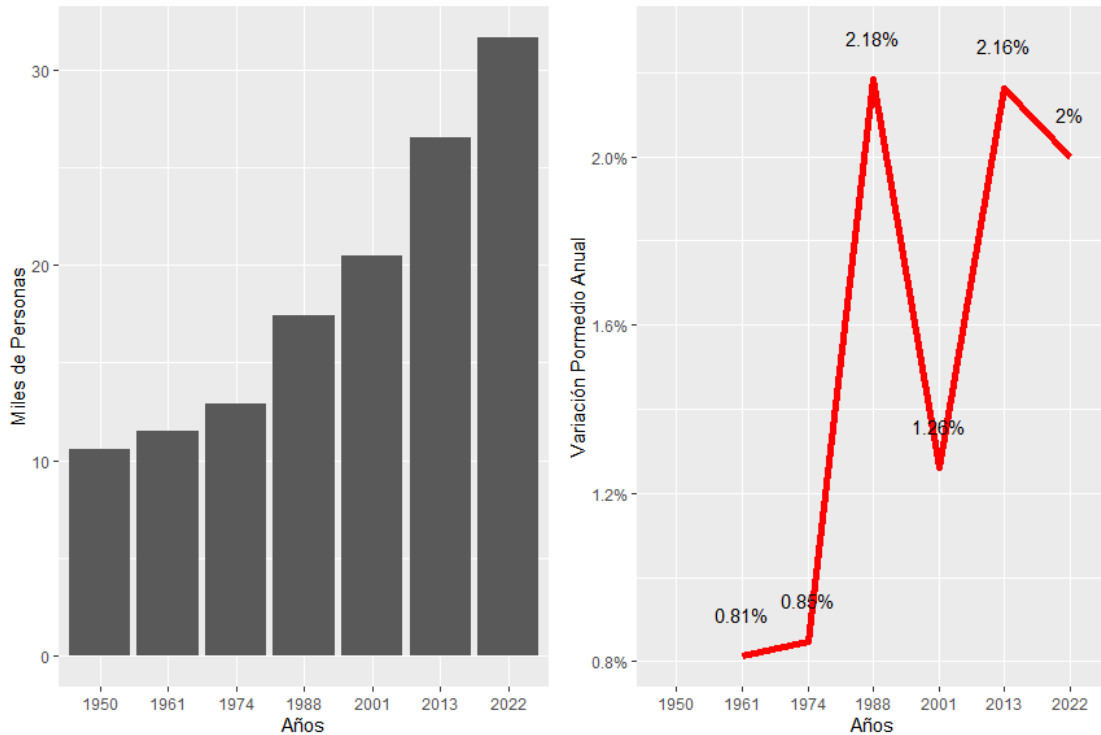 Miles de Personas
30
20
10
0
1950 1961 1974 1988 2001 2013 2022
Años
Variación Pormedio Anual
2.0%
1.6%
1.2%
0.8%
0.81%
0.85%
2.18%
1.26%
2.16%
2%
1950 1961 1974 1988 2001 2013 2022
Años